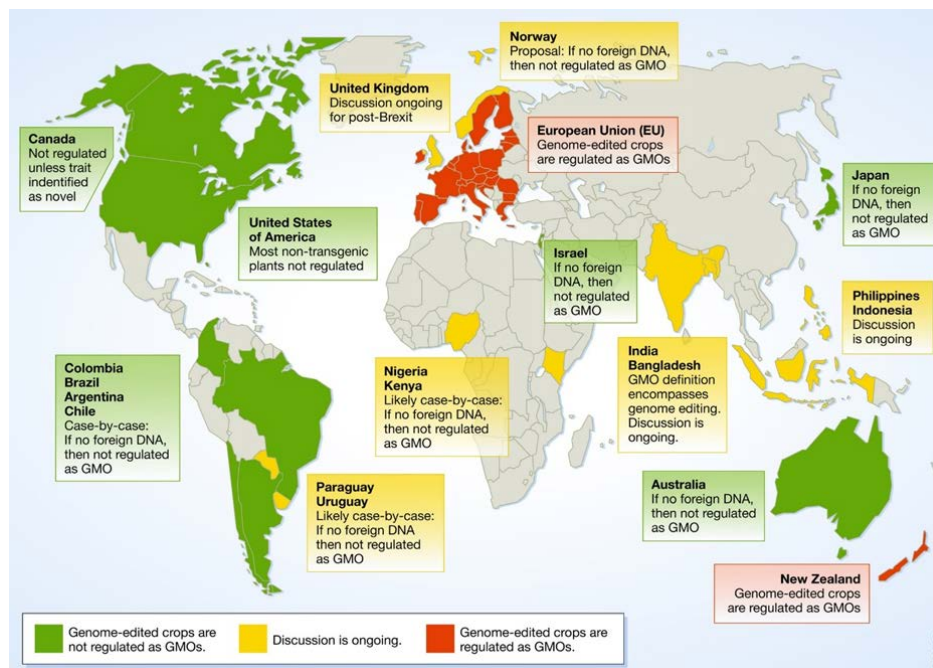 Norway
Proposal: If no foreign DNA,
then not regulated as GMO
United Kingdom
Discussion ongoing
for post-Brexit
European Union (EU)
Genome-edited crops
are regulated as GMOs
Canada
Not regulated
unless trait
indentified
as novel
United States
of America
Most non-transgenic
plants not regulated
Israel
If no foreign
DNA, then
not regulated
as GMO
Japan
If no foreign
DNA, then
not regulated
as GMO
Philippines
Indonesia
Discussion
is ongoing
Colombia
Brazil
Argentina
Chile
Case-by-case:
If no foreign DNA,
then not regulated
as GMO
Nigeria
Kenya
Likely case-by-case:
If no foreign DNA,
then not regulated
as GMO
India
Bangladesh
GMO definition
encompasses
genome editing.
Discussion is
ongoing.
Paraguay
Uruguay
Likely case-by-case:
If no foreign DNA
then not regulated
as GMO
Australia
If no foreign DNA,
then not regulated
as GMO
New Zealand
Genome-edited crops
are regulated as GMOs
Genome-edited crops are
not regulated as GMOs.
Discussion is ongoing.
Genome-edited crops are
regulated as GMOs.